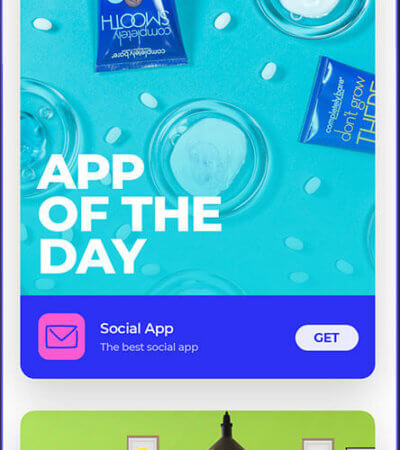 completely
SMOOTH
completely bare
completely bare
don't grow
THERE
APP
OF THE
DAY
Social App
The best social app
GET